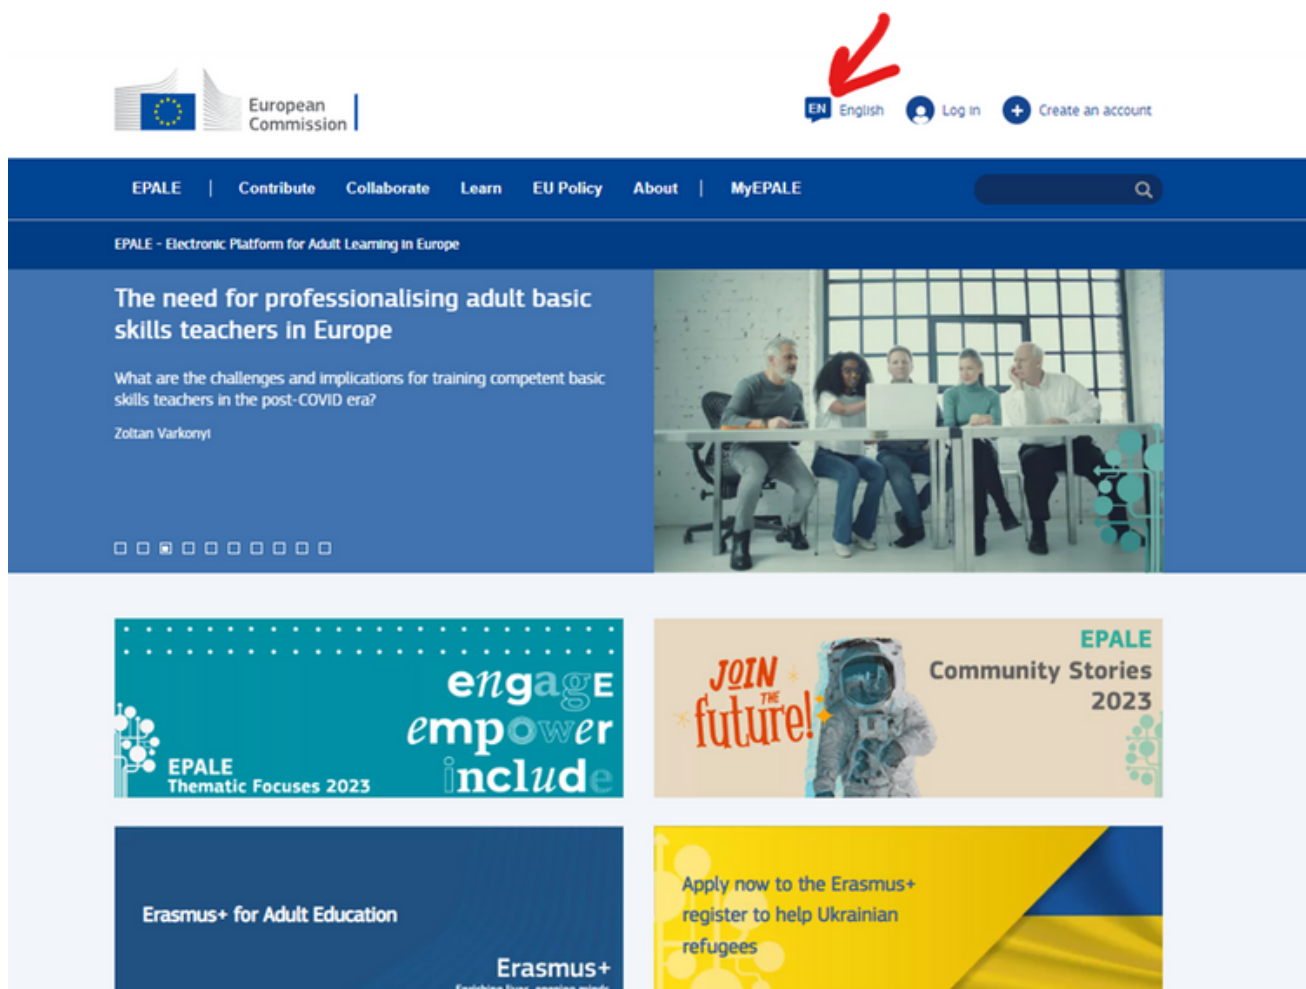 European
Commission
EN English
Log in
Create an account
EPALE | Contribute Collaborate Learn EU Policy About | MyEPALE
EPALE - Electronic Platform for Adult Learning in Europe
The need for professionalising adult basic
skills teachers in Europe
What are the challenges and implications for training competent basic
skills teachers in the post-COVID era?
Zoltan Varkonyi
engagE
empower
include
EPALE
Thematic Focuses 2023
JOIN
THE
future!
EPALE
Community Stories
2023
Erasmus+ for Adult Education
Erasmus+
Enriching lives, opening minds
Apply now to the Erasmus+
register to help Ukrainian
refugees